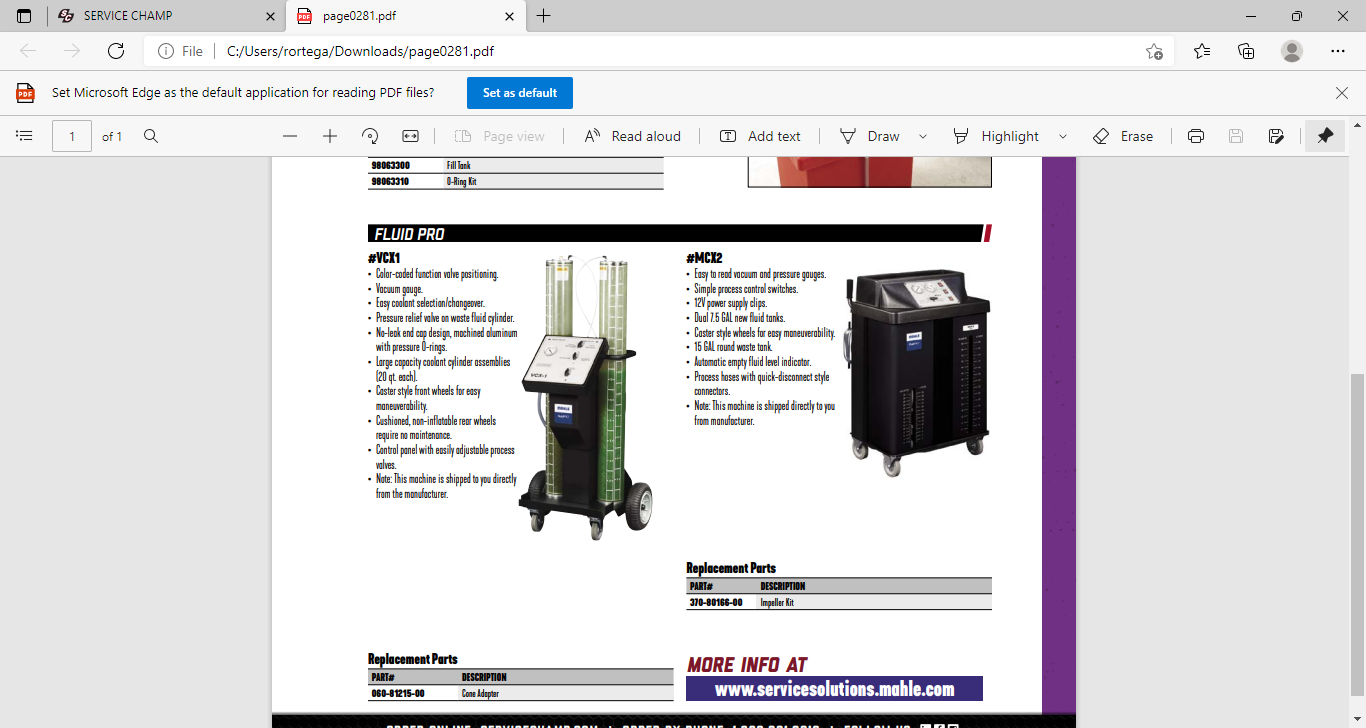 SERVICE CHAMP
page0281.pdf
File
C:/Users/rortega/Downloads/page0281.pdf
Set Microsoft Edge as the default application for reading PDF files?
Set as default
1 of 1
Page view
Read aloud
Add text
Draw
Highlight
Erase
98063300 Fill Tank
98063310 O-Ring Kit
FLUID PRO
#VCX1
• Color-coded function valve positioning.
• Vacuum gauge.
• Easy coolant selection/changeover.
• Pressure relief valve on waste fluid cylinder.
• No-leak end cap design, machined aluminum
with pressure O-rings.
• Large capacity coolant cylinder assemblies
(20 qt. each).
• Caster style front wheels for easy
maneuverability.
• Cushioned, non-inflatable rear wheels
require no maintenance.
• Control panel with easily adjustable process
valves.
• Note: This machine is shipped to you directly
from the manufacturer.
VCX-1
MAHLE
#MCX2
• Easy to read vacuum and pressure gauges.
• Simple process control switches.
• 12V power supply clips.
• Dual 7.5 GAL new fluid tanks.
• Caster style wheels for easy maneuverability.
• 15 GAL round waste tank.
• Automatic empty fluid level indicator.
• Process hoses with quick-disconnect style
connectors.
• Note: This machine is shipped directly to you
from manufacturer.
MAHLE
Replacement Parts
PART# DESCRIPTION
370-80166-00 Impeller Kit
Replacement Parts
PART# DESCRIPTION
060-81215-00 Cone Adapter
MORE INFO AT
www.servicesolutions.mahle.com